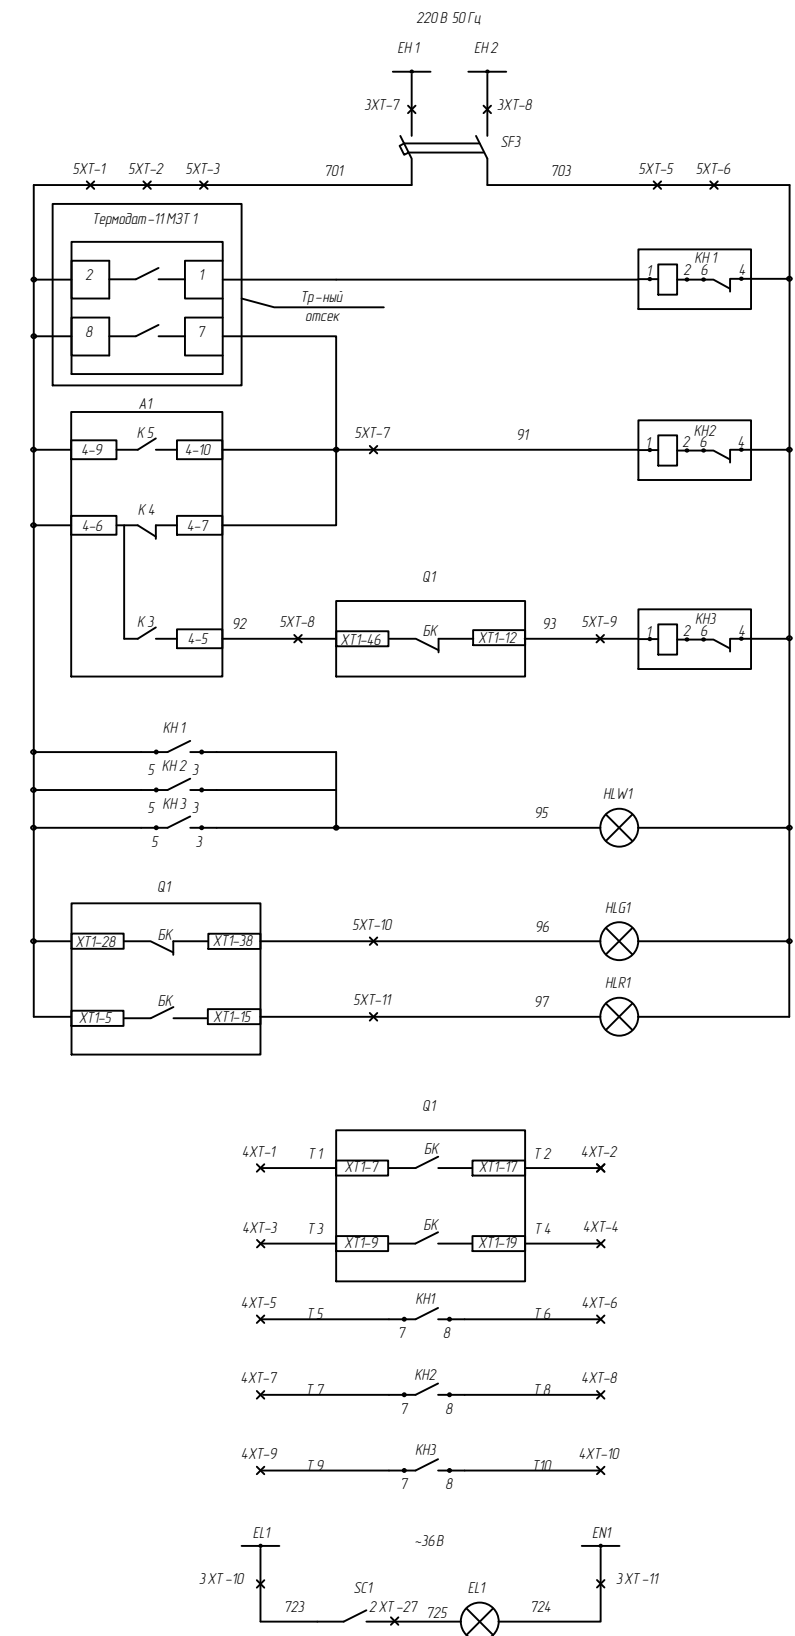 220 В 50 Гц
ЕН 1 ЕН 2
3ХТ-7 3ХТ-8
SF3
5ХТ-1 5ХТ-2 5ХТ-3 701 703 5ХТ-5 5ХТ-6
Термодат-11МЗТ1
2 1
КН 1
1 2 6 4
Тр-ный
отсек
8 7
А1
К 5
4-9 4-10
5ХТ-7 91
КН2
1 2 6 4
К 4
4-6 4-7
Q1
К 3
4-5
92 5ХТ-8
ХТ1-46 БК ХТ1-12
93 5ХТ-9
КН3
1 2 6 4
КН 1
5 КН 2 3
5 КН 3 3
5 3
95 HLW1
Q1
ХТ1-28 БК ХТ1-38
5ХТ-10 96 HLG1
ХТ1-5 БК ХТ1-15
5ХТ-11 97 HLR1
Q1
4ХТ-1 Т 1 ХТ1-7 БК ХТ1-17 Т 2 4ХТ-2
4ХТ-3 Т 3 ХТ1-9 БК ХТ1-19 Т 4 4ХТ-4
4ХТ-5 Т 5 КН1 Т 6 4ХТ-6
7 8
4ХТ-7 Т 7 КН2 Т 8 4ХТ-8
7 8
4ХТ-9 Т 9 КН3 Т10 4ХТ-10
7 8
EL1 ~36 В EN1
3 ХТ-10 3 ХТ-11
723 SC1 2 ХТ-27 725 EL1 724